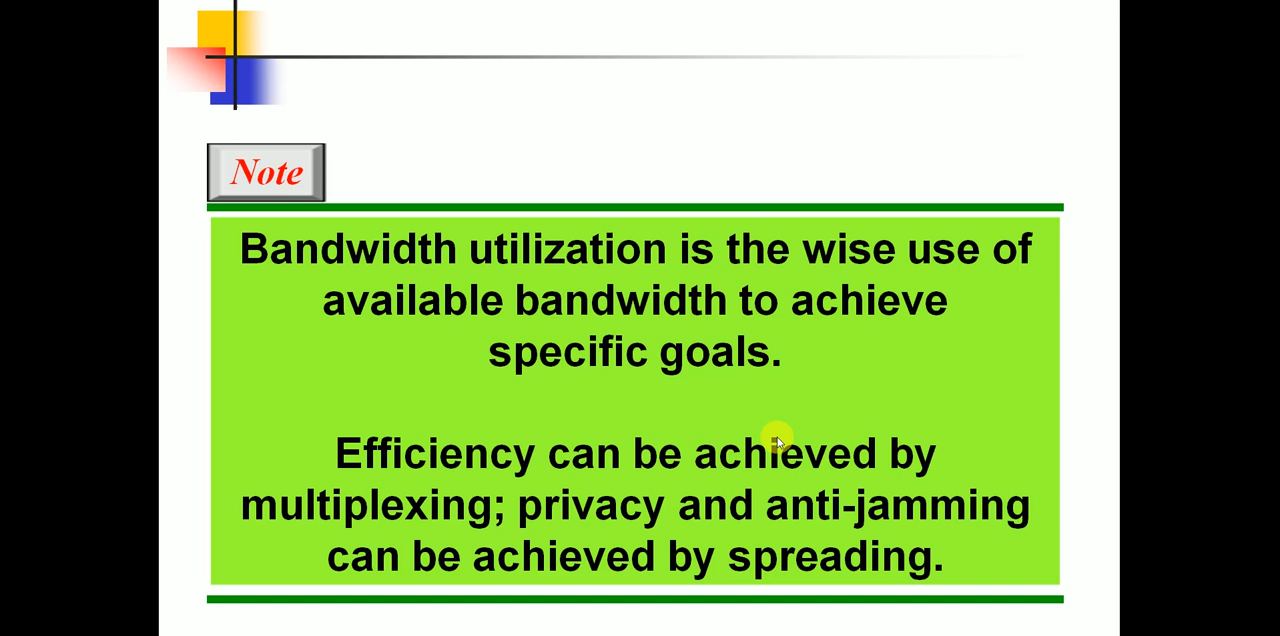 Note
Bandwidth utilization is the wise use of
available bandwidth to achieve
specific goals.
Efficiency can be achieved by
multiplexing; privacy and anti-jamming
can be achieved by spreading.